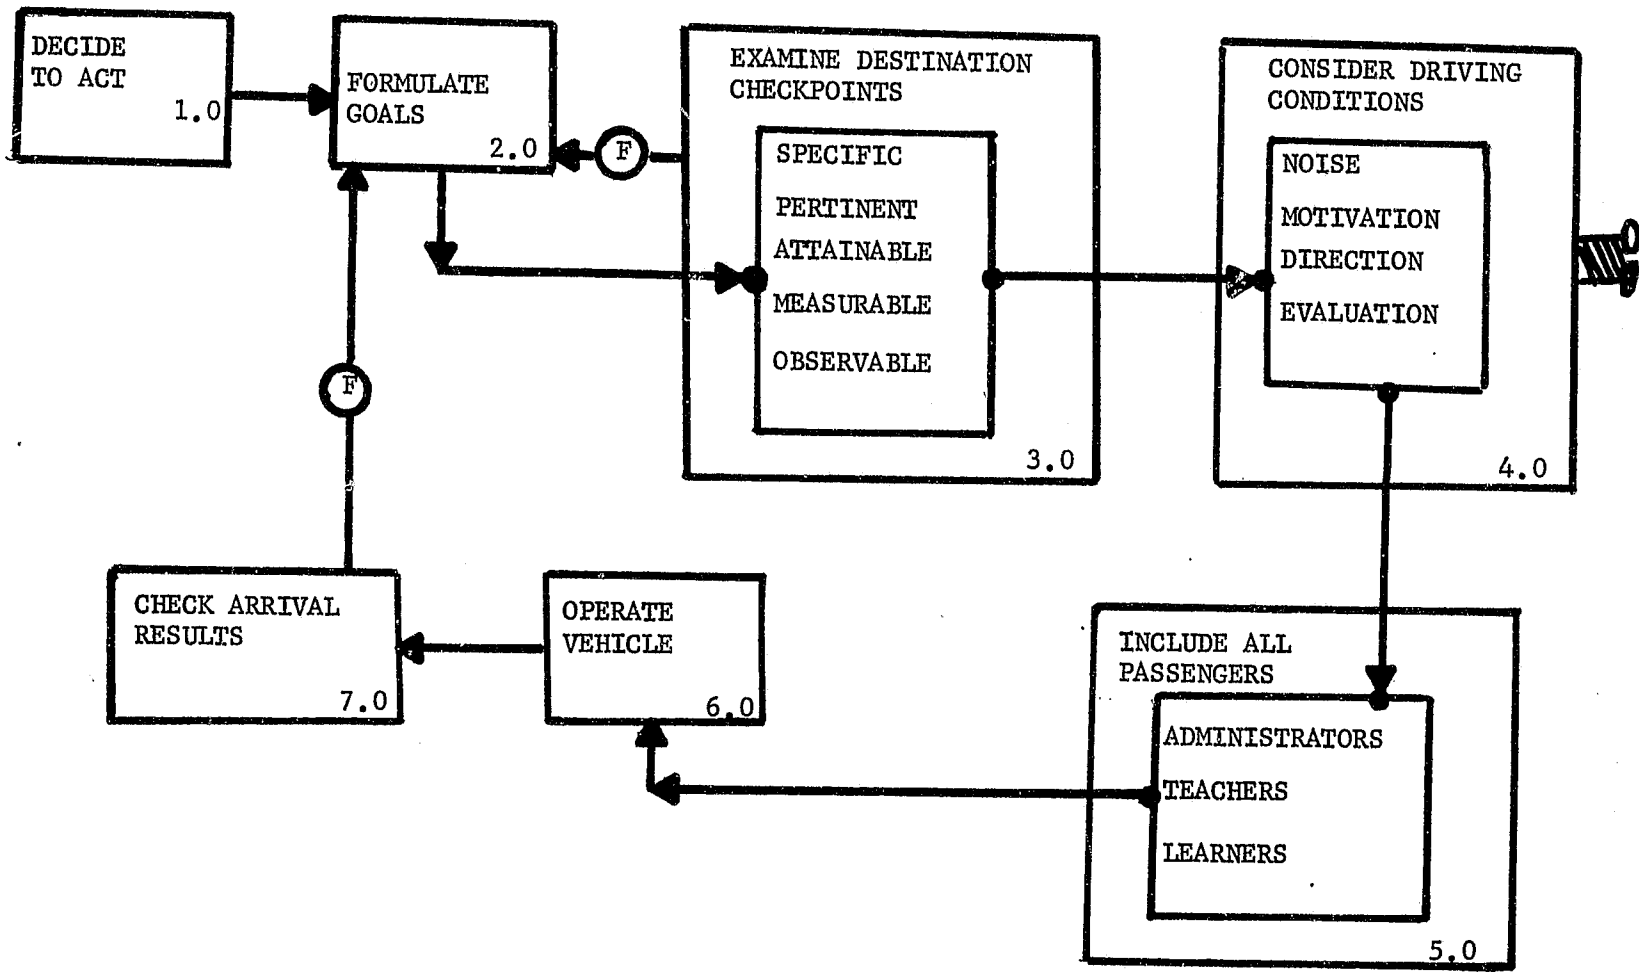 DECIDE
TO ACT
1.0
FORMULATE
GOALS
2.0
F
EXAMINE DESTINATION
CHECKPOINTS
SPECIFIC
PERTINENT
ATTAINABLE
MEASURABLE
OBSERVABLE
3.0
CONSIDER DRIVING
CONDITIONS
NOISE
MOTIVATION
DIRECTION
EVALUATION
4.0
F
INCLUDE ALL
PASSENGERS
ADMINISTRATORS
TEACHERS
LEARNERS
5.0
OPERATE
VEHICLE
6.0
CHECK ARRIVAL
RESULTS
7.0